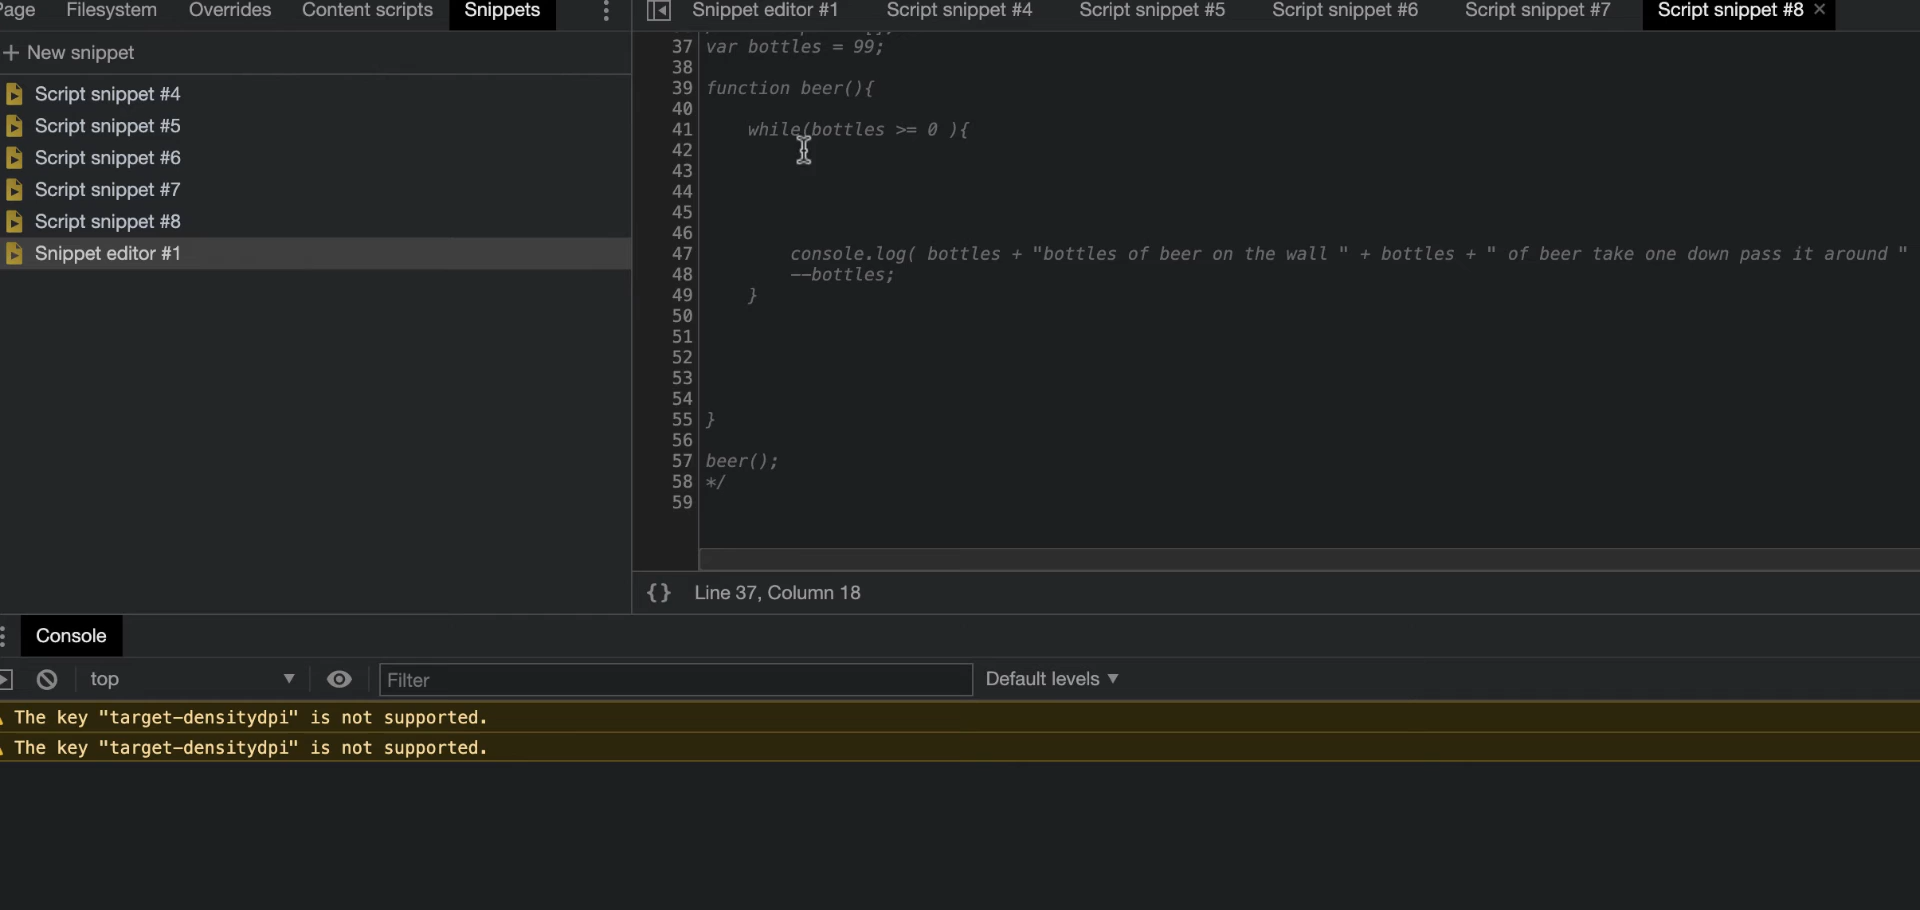 Page Filesystem Overrides Content scripts Snippets
Snippet editor #1 Script snippet #4 Script snippet #5 Script snippet #6 Script snippet #7 Script snippet #8 ×
+ New snippet
Script snippet #4
Script snippet #5
Script snippet #6
Script snippet #7
Script snippet #8
Snippet editor #1
37 var bottles = 99;
38
39 function beer(){
40
41 while(bottles >= 0 ){
42
43
44
45
46
47 console.log( bottles + "bottles of beer on the wall " + bottles + " of beer take one down pass it around "
48 --bottles;
49 }
50
51
52
53
54
55 }
56
57 beer();
58 */
59
{} Line 37, Column 18
Console
top Filter Default levels
The key "target-densitydpi" is not supported.
The key "target-densitydpi" is not supported.